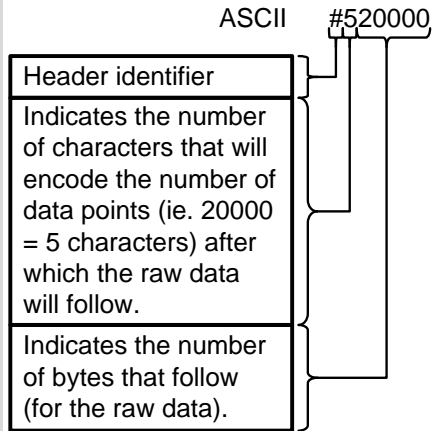 ASCII #520000
Header identifier
Indicates the number
of characters that will
encode the number of
data points (ie. 20000
= 5 characters) after
which the raw data
will follow.
Indicates the number
of bytes that follow
(for the raw data).